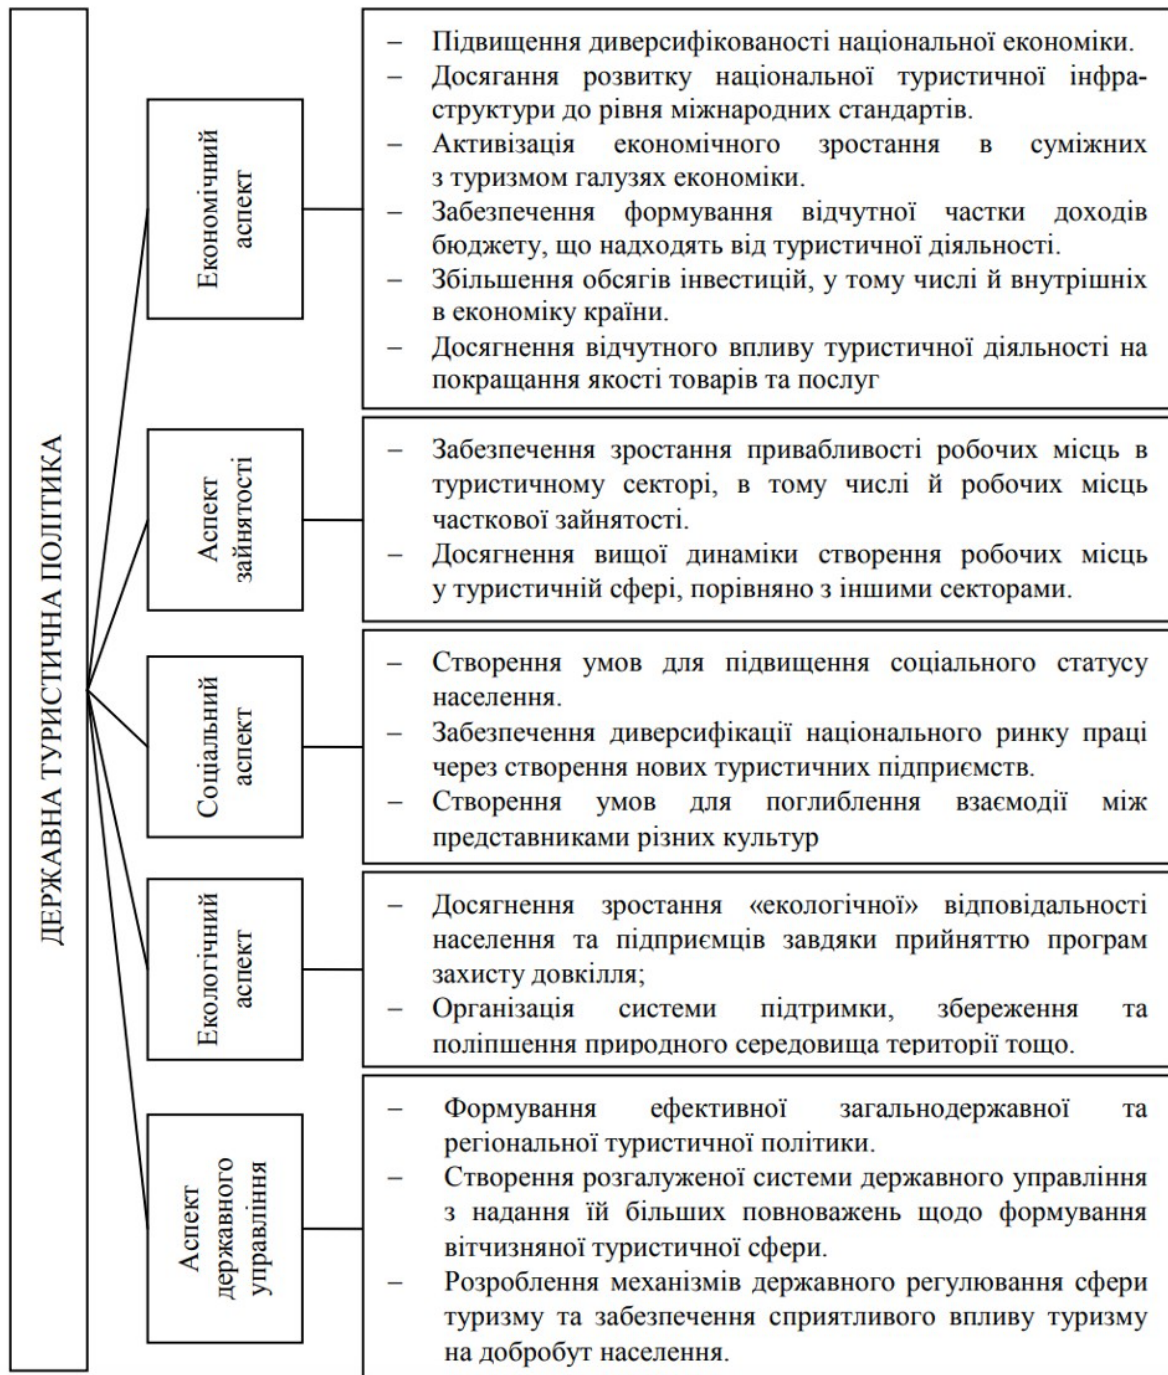 ДЕРЖАВНА ТУРИСТИЧНА ПОЛІТИКА
Економічний
аспект
– Підвищення диверсифікованості національної економіки.
– Досягання розвитку національної туристичної інфра-
структури до рівня міжнародних стандартів.
– Активізація економічного зростання в суміжних
з туризмом галузях економіки.
– Забезпечення формування відчутної частки доходів
бюджету, що надходять від туристичної діяльності.
– Збільшення обсягів інвестицій, у тому числі й внутрішніх
в економіку країни.
– Досягнення відчутного впливу туристичної діяльності на
покращання якості товарів та послуг
Аспект
зайнятості
– Забезпечення зростання привабливості робочих місць в
туристичному секторі, в тому числі й робочих місць
часткової зайнятості.
– Досягнення вищої динаміки створення робочих місць
у туристичній сфері, порівняно з іншими секторами.
Соціальний
аспект
– Створення умов для підвищення соціального статусу
населення.
– Забезпечення диверсифікації національного ринку праці
через створення нових туристичних підприємств.
– Створення умов для поглиблення взаємодії між
представниками різних культур
Екологічний
аспект
– Досягнення зростання «екологічної» відповідальності
населення та підприємців завдяки прийняттю програм
захисту довкілля;
– Організація системи підтримки, збереження та
поліпшення природного середовища території тощо.
Аспект
державного
управління
– Формування ефективної загальнодержавної та
регіональної туристичної політики.
– Створення розгалуженої системи державного управління
з надання їй більших повноважень щодо формування
вітчизняної туристичної сфери.
– Розроблення механізмів державного регулювання сфери
туризму та забезпечення сприятливого впливу туризму
на добробут населення.